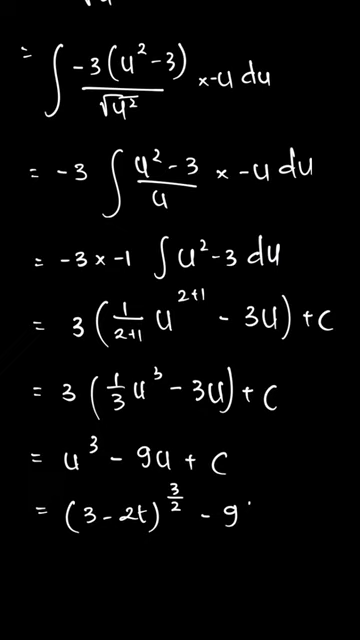 √u
= ∫ -3(u² - 3)/√u² × -u du
= -3 ∫ (u² - 3)/u × -u du
= -3 × -1 ∫ u² - 3 du
= 3 (1/(2+1) u^(2+1) - 3u) + C
= 3 (1/3 u³ - 3u) + C
= u³ - 9u + C
= (3 - 2t)^(3/2) - 9